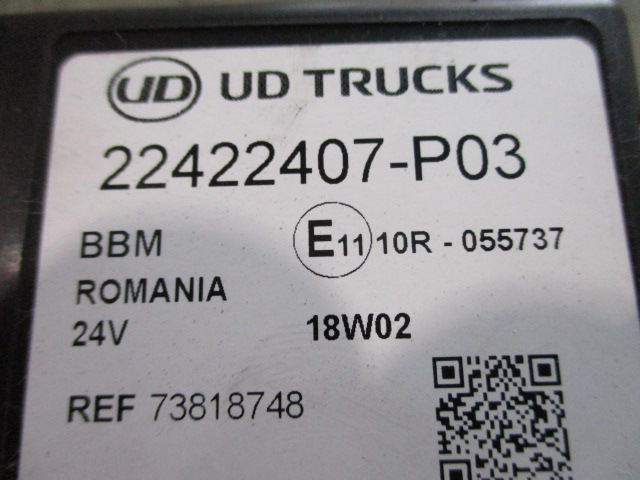 UD UD TRUCKS
22422407-P03
BBM E11 10R - 055737
ROMANIA
24V 18W02
REF 73818748